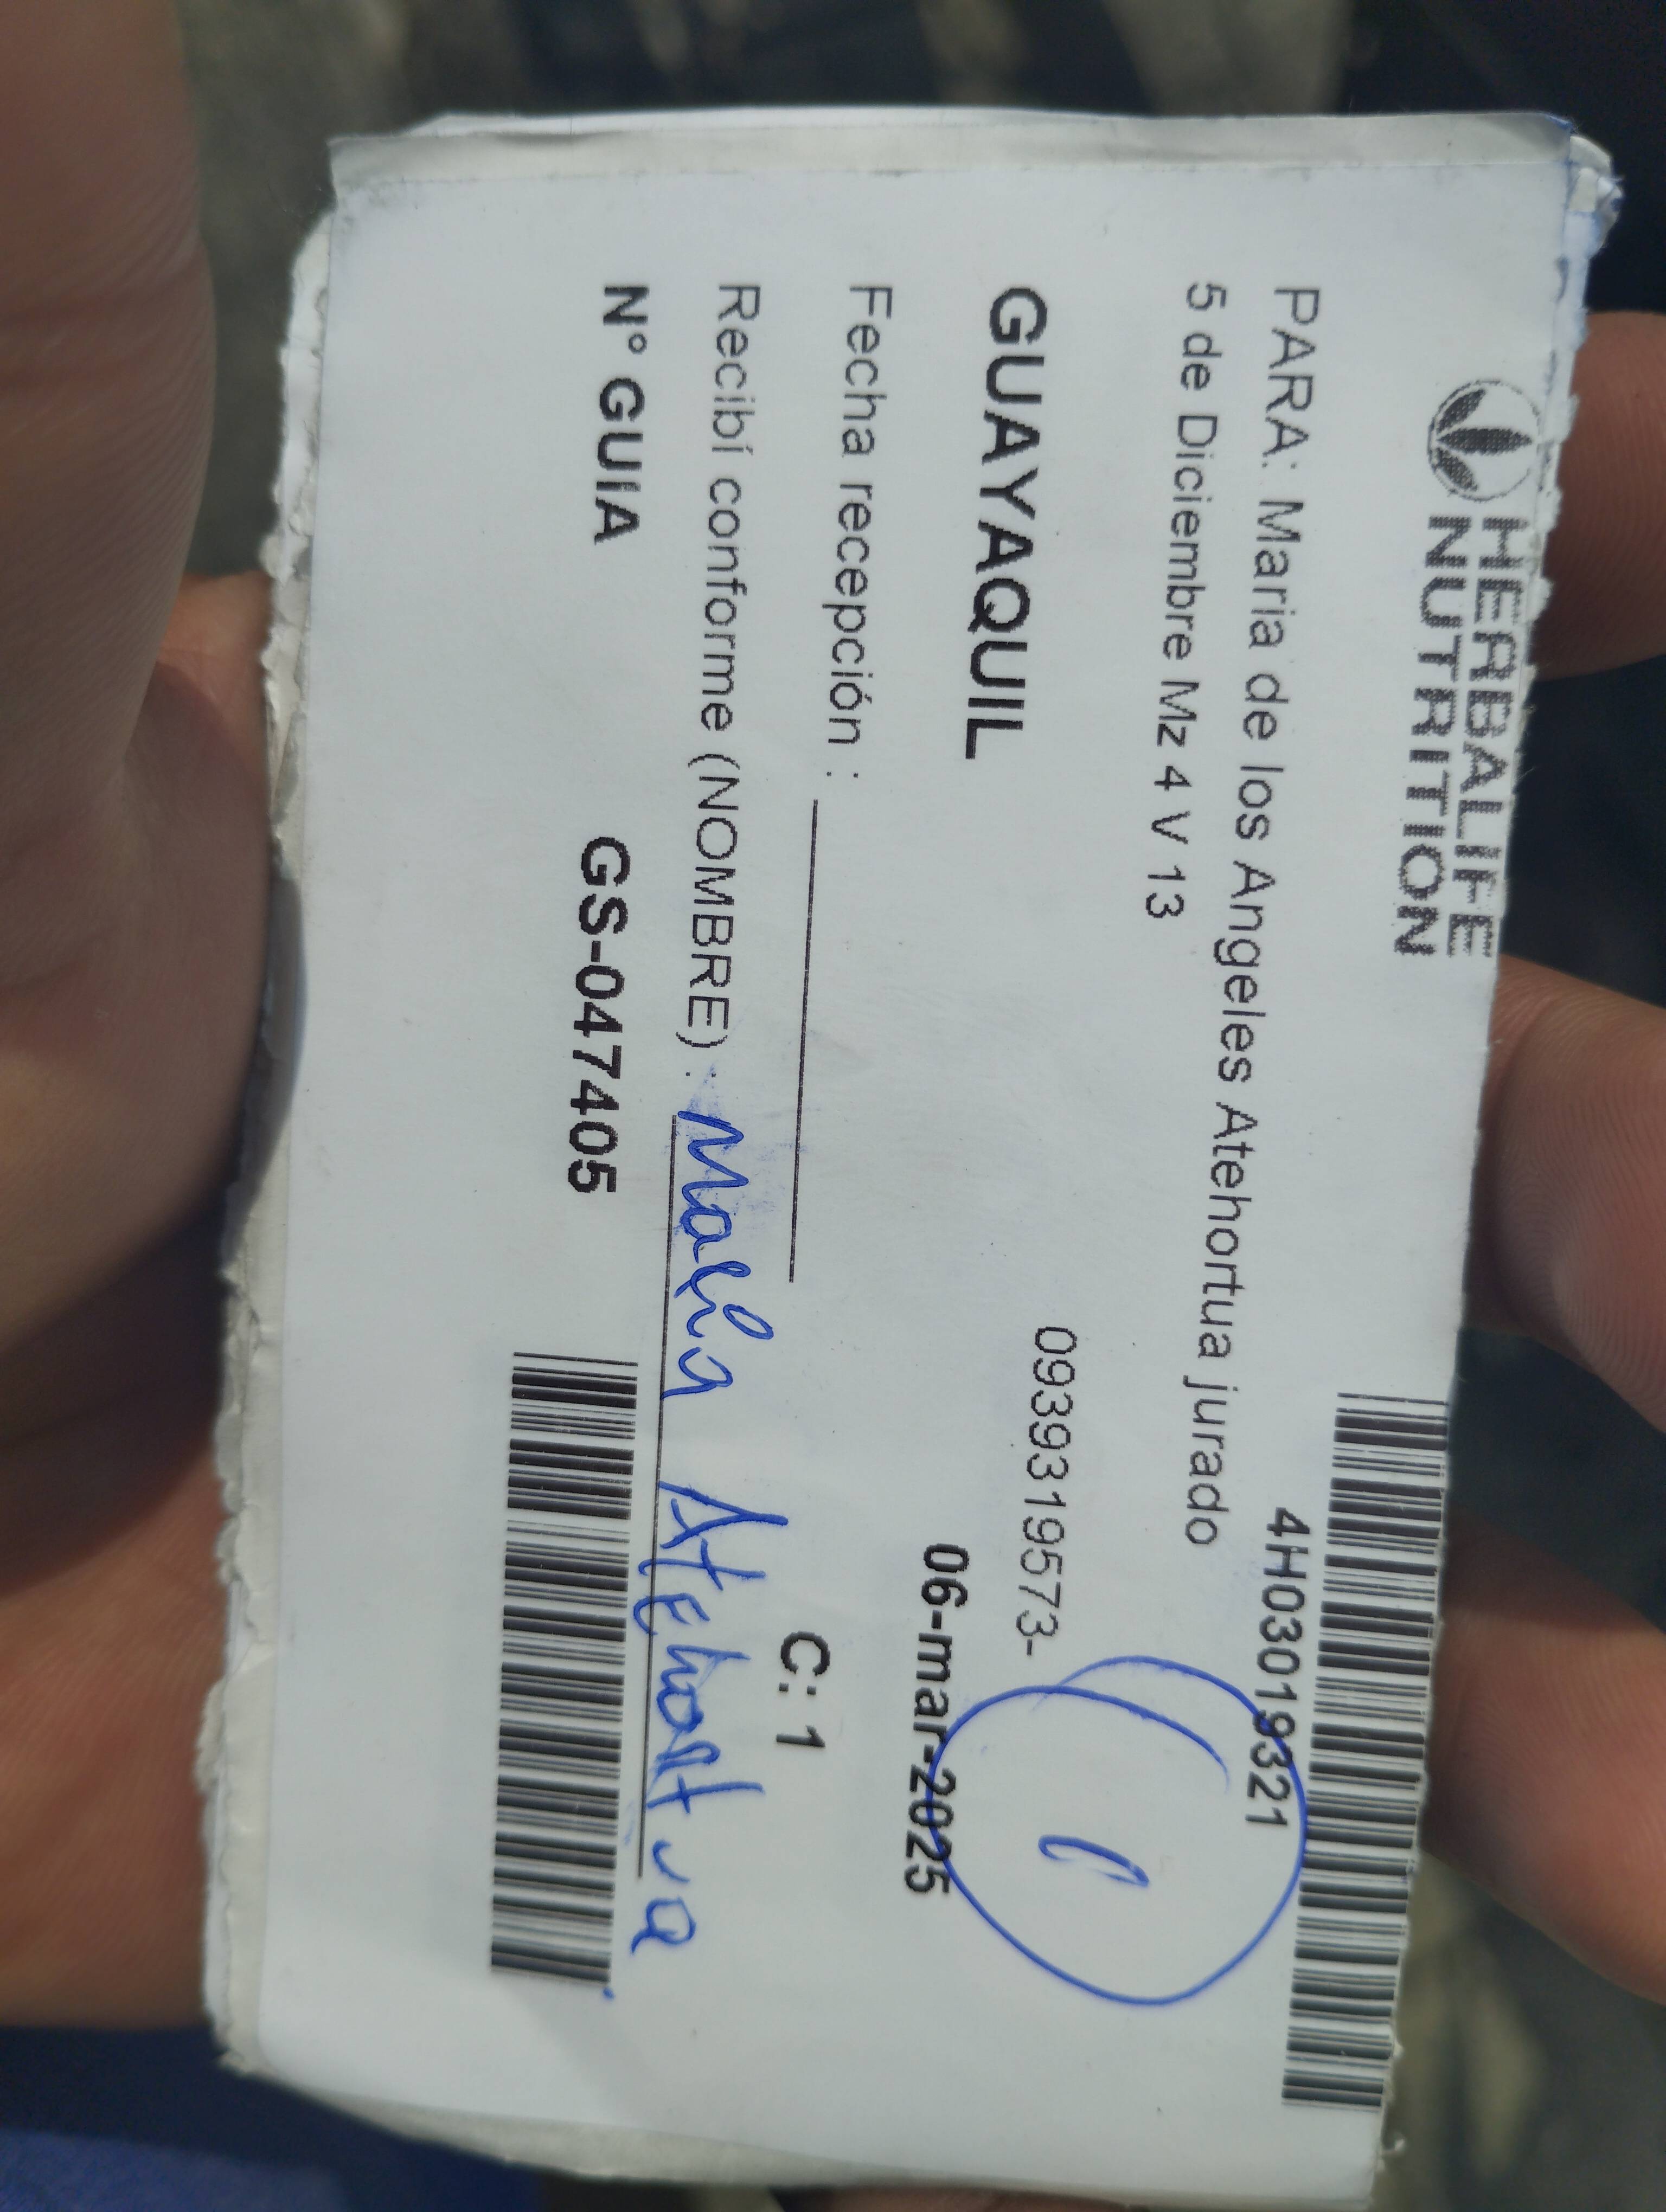 HERBALIFE
NUTRITION
4H03019321
PARA: Maria de los Angeles Atehortua jurado
5 de Diciembre Mz 4 V 13
0939319573-
GUAYAQUIL
06-mar-2025
Fecha recepción :
C: 1
Recibí conforme (NOMBRE) : Maria Atehortua
N° GUIA GS-047405